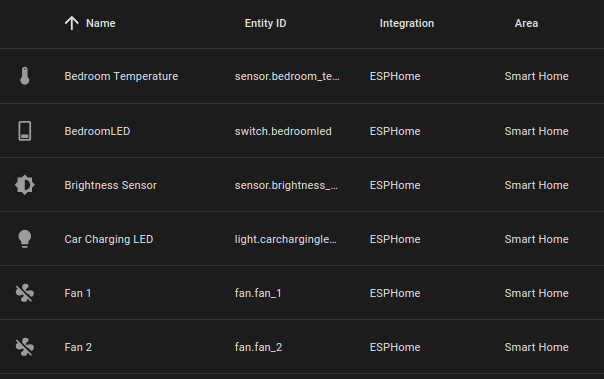 Name Entity ID Integration Area
Bedroom Temperature sensor.bedroom_te... ESPHome Smart Home
BedroomLED switch.bedroomled ESPHome Smart Home
Brightness Sensor sensor.brightness_... ESPHome Smart Home
Car Charging LED light.carchargingle... ESPHome Smart Home
Fan 1 fan.fan_1 ESPHome Smart Home
Fan 2 fan.fan_2 ESPHome Smart Home